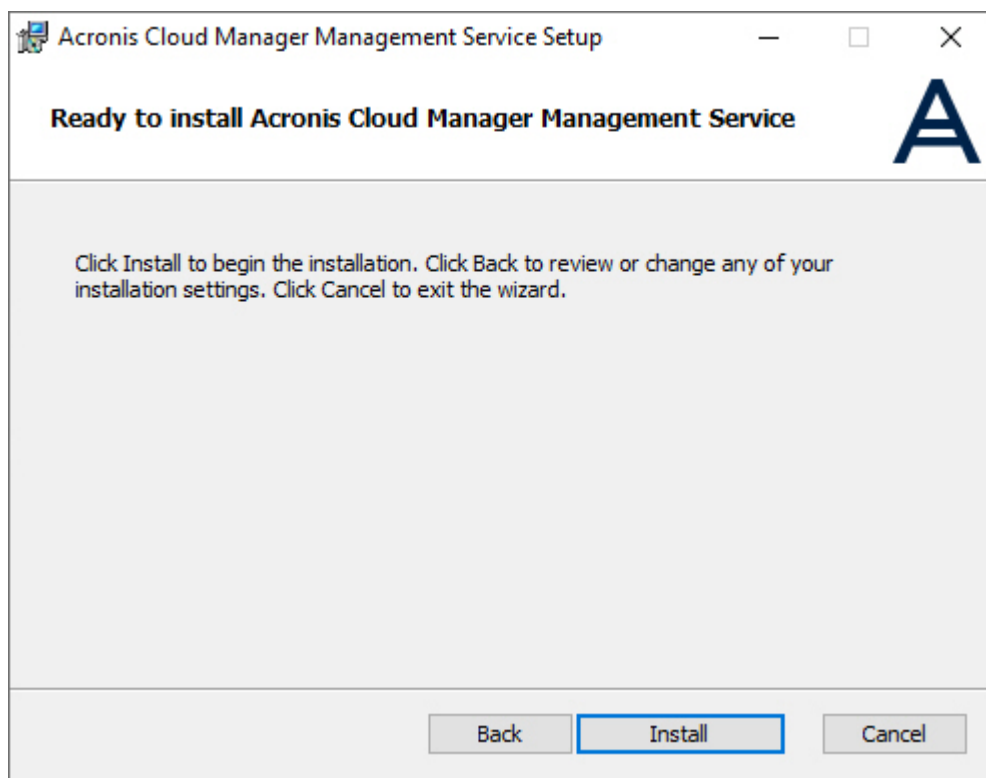 Acronis Cloud Manager Management Service Setup
Ready to install Acronis Cloud Manager Management Service
Click Install to begin the installation. Click Back to review or change any of your
installation settings. Click Cancel to exit the wizard.
Back Install Cancel